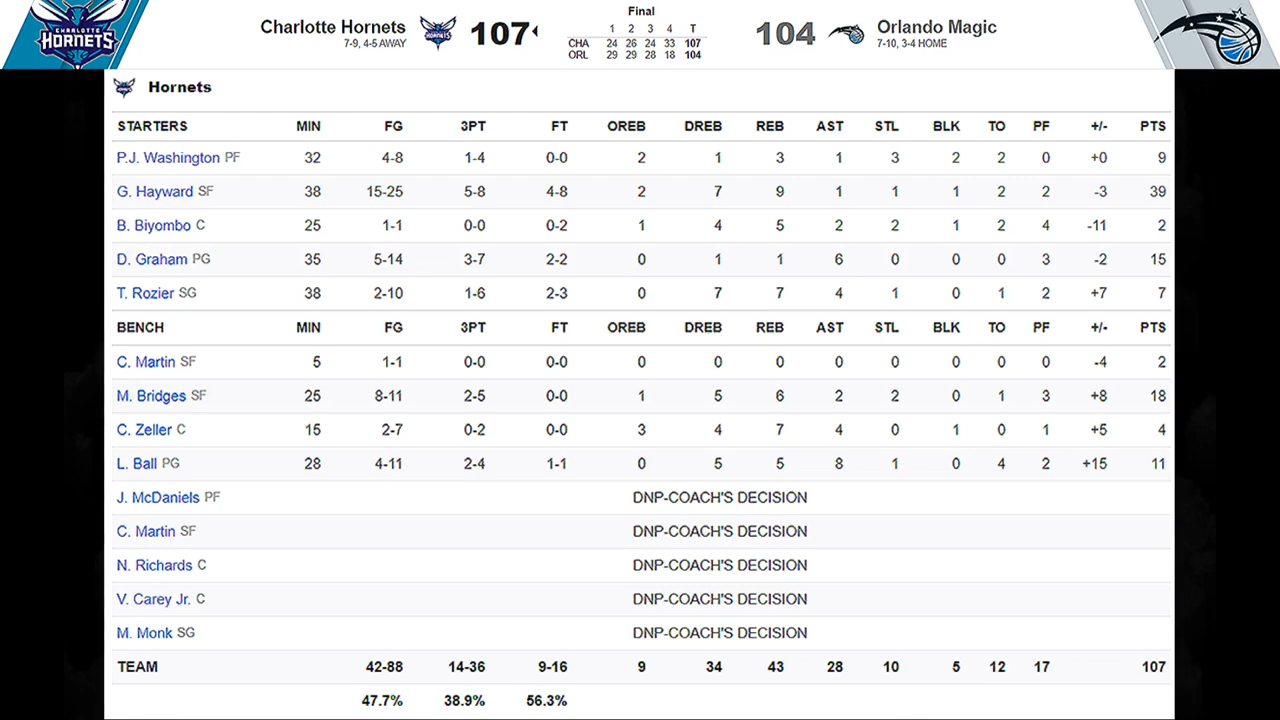 CHARLOTTE
HORNETS
Charlotte Hornets
7-9, 4-5 AWAY
107
Final
1 2 3 4 T
CHA 24 26 24 33 107
ORL 29 29 28 18 104
104
Orlando Magic
7-10, 3-4 HOME
Hornets
STARTERS MIN FG 3PT FT OREB DREB REB AST STL BLK TO PF +/- PTS
P.J. Washington PF 32 4-8 1-4 0-0 2 1 3 1 3 2 2 0 +0 9
G. Hayward SF 38 15-25 5-8 4-8 2 7 9 1 1 1 2 2 -3 39
B. Biyombo C 25 1-1 0-0 0-2 1 4 5 2 2 1 2 4 -11 2
D. Graham PG 35 5-14 3-7 2-2 0 1 1 6 0 0 0 3 -2 15
T. Rozier SG 38 2-10 1-6 2-3 0 7 7 4 1 0 1 2 +7 7
BENCH MIN FG 3PT FT OREB DREB REB AST STL BLK TO PF +/- PTS
C. Martin SF 5 1-1 0-0 0-0 0 0 0 0 0 0 0 0 -4 2
M. Bridges SF 25 8-11 2-5 0-0 1 5 6 2 2 0 1 3 +8 18
C. Zeller C 15 2-7 0-2 0-0 3 4 7 4 0 1 0 1 +5 4
L. Ball PG 28 4-11 2-4 1-1 0 5 5 8 1 0 4 2 +15 11
J. McDaniels PF DNP-COACH'S DECISION
C. Martin SF DNP-COACH'S DECISION
N. Richards C DNP-COACH'S DECISION
V. Carey Jr. C DNP-COACH'S DECISION
M. Monk SG DNP-COACH'S DECISION
TEAM 42-88 14-36 9-16 9 34 43 28 10 5 12 17 107
47.7% 38.9% 56.3%